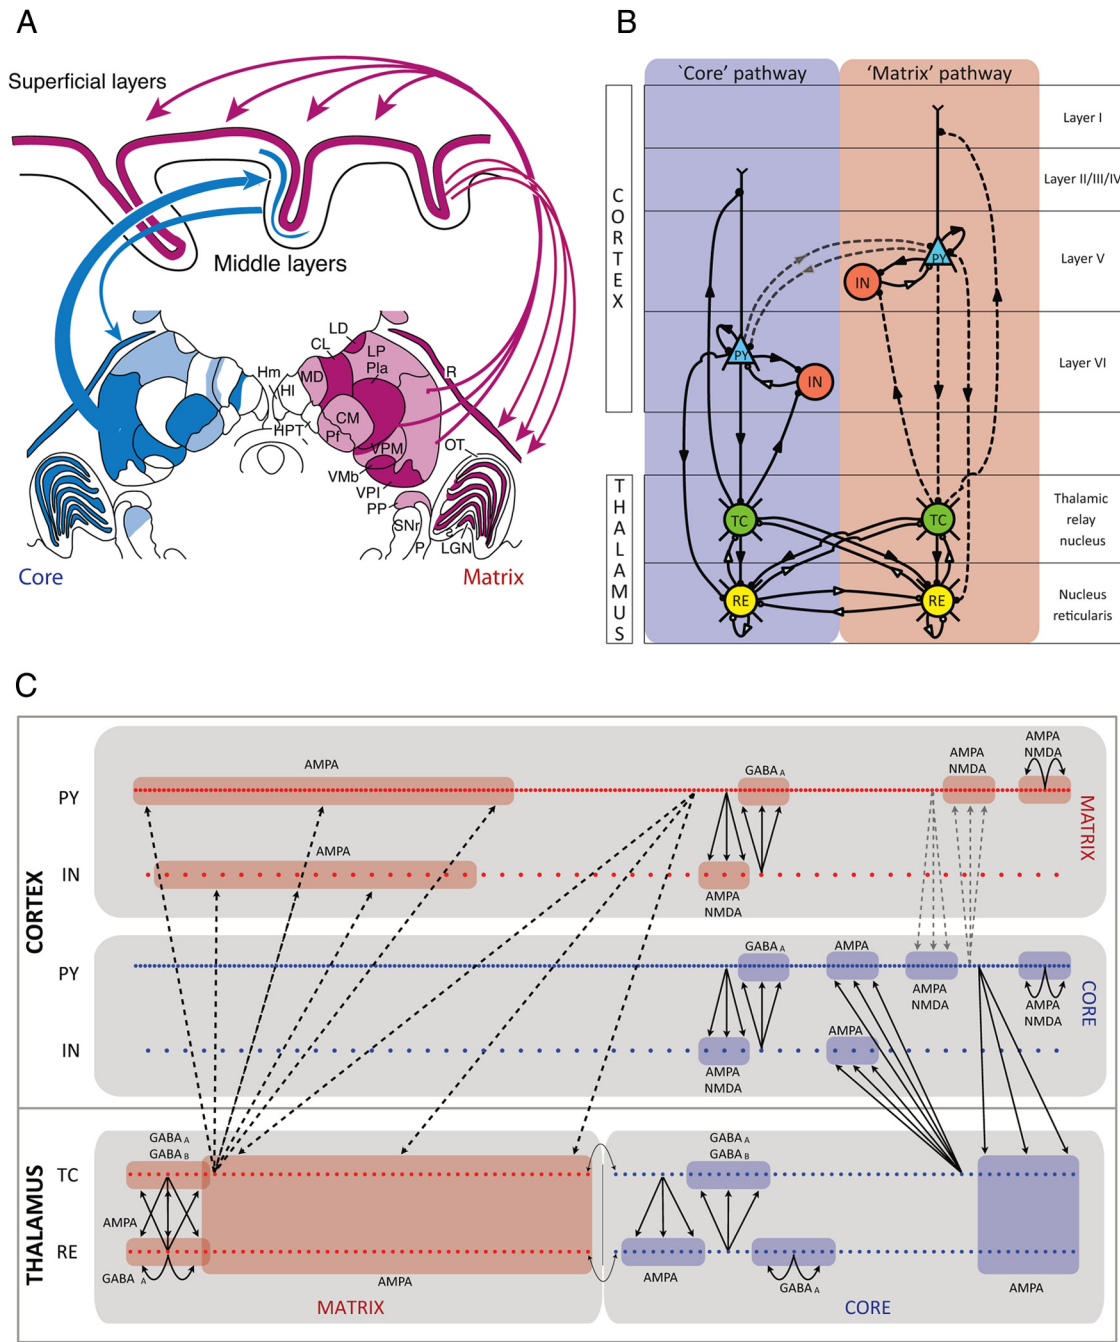 A
Superficial layers
Middle layers
LD
CL
LP
Pla
Hm
MD
HI
R
CM
HPT
Pf
OT
VPM
VMb
VPI
PP
SNr
S
P
LGN
Core
Matrix
B
`Core' pathway
'Matrix' pathway
CORTEX
Layer I
Layer II/III/IV
Layer V
Layer VI
PY
IN
PY
IN
THALAMUS
TC
TC
Thalamic
relay
nucleus
RE
RE
Nucleus
reticularis
C
CORTEX
PY
AMPA
GABA A
AMPA
NMDA
AMPA
NMDA
MATRIX
IN
AMPA
AMPA
NMDA
PY
GABA A
AMPA
AMPA
NMDA
AMPA
NMDA
CORE
IN
AMPA
NMDA
AMPA
THALAMUS
TC
GABA A
GABA B
GABA A
GABA B
AMPA
RE
GABA A
AMPA
AMPA
GABA A
AMPA
MATRIX
CORE